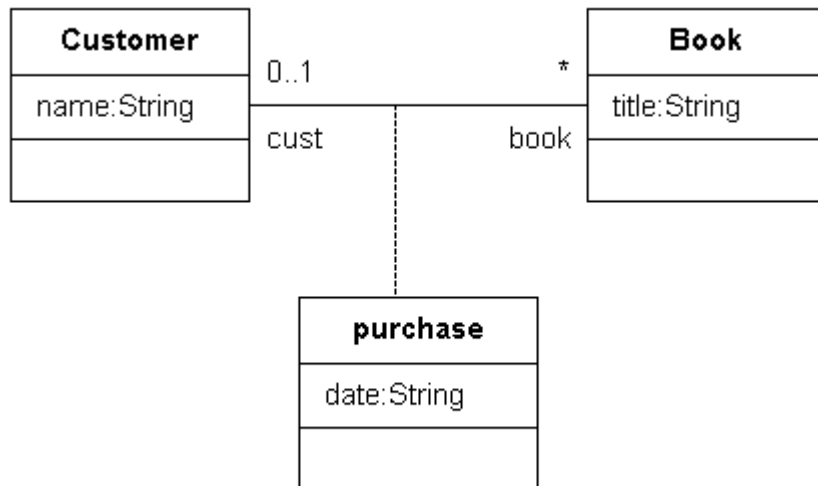 Customer
name:String
0..1
*
cust
book
Book
title:String
purchase
date:String